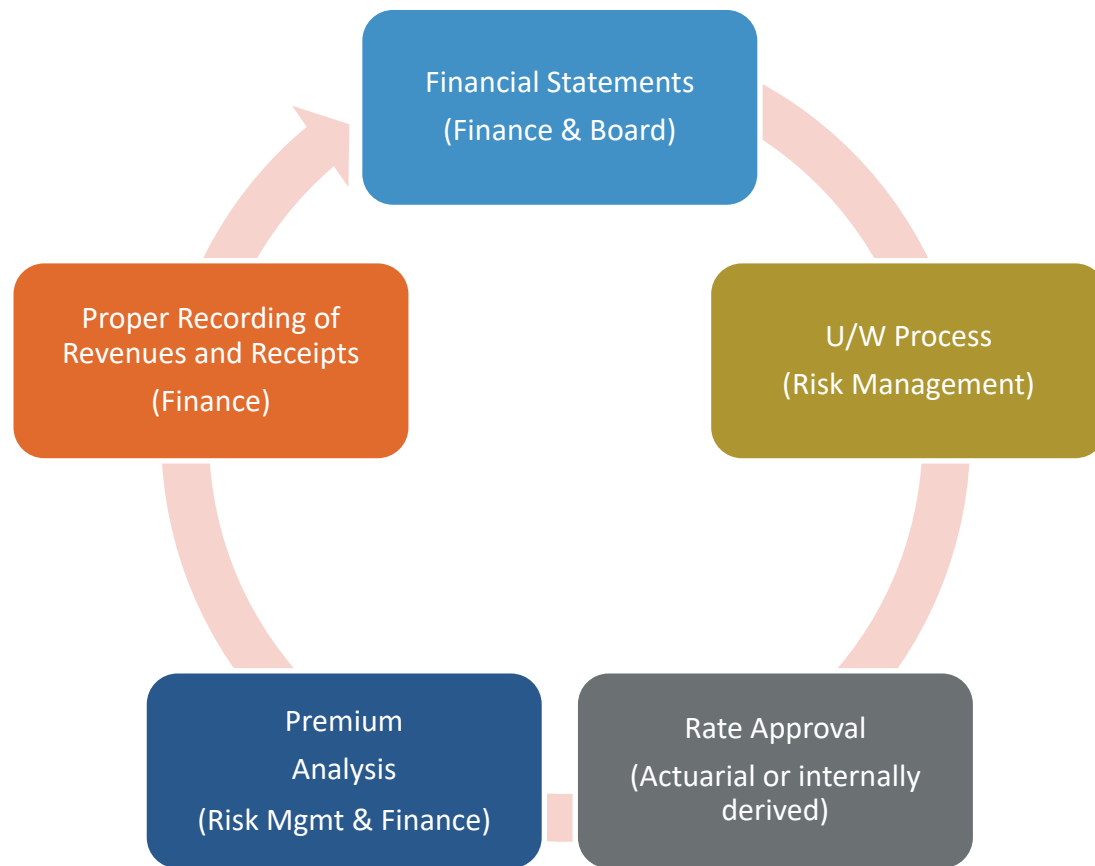 Financial Statements
(Finance & Board)
U/W Process
(Risk Management)
Rate Approval
(Actuarial or internally
derived)
Premium
Analysis
(Risk Mgmt & Finance)
Proper Recording of
Revenues and Receipts
(Finance)